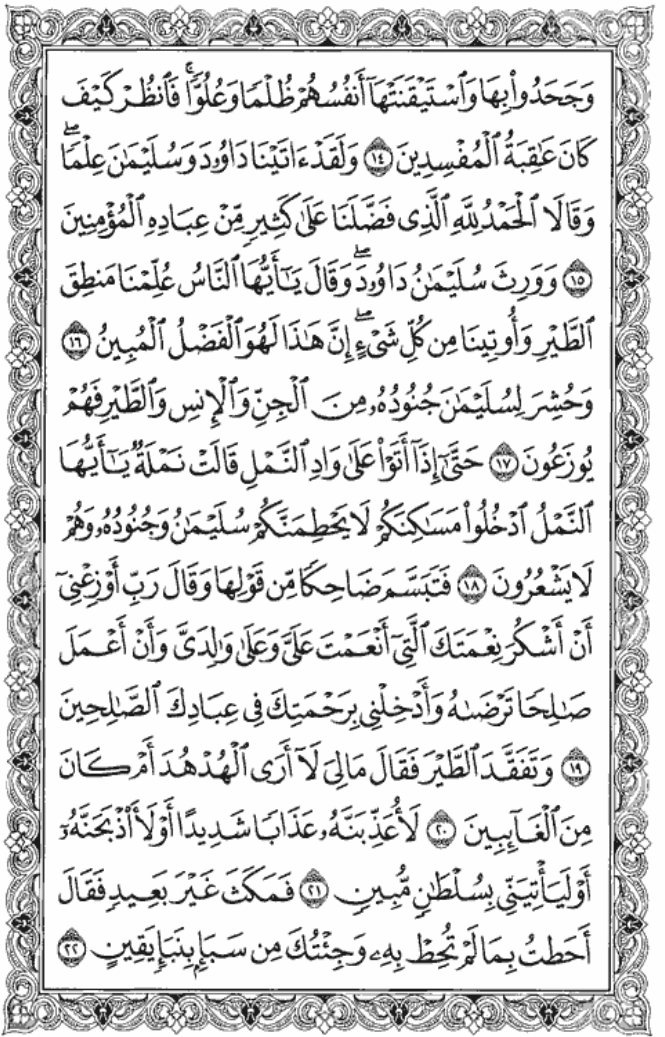 وَجَحَدُوا۟ بِهَا وَٱسْتَيْقَنَتْهَآ أَنفُسُهُمْ ظُلْمًا وَعُلُوًّا ۚ فَٱنظُرْ كَيْفَ
كَانَ عَـٰقِبَةُ ٱلْمُفْسِدِينَ ١٤ وَلَقَدْ ءَاتَيْنَا دَاوُۥدَ وَسُلَيْمَـٰنَ عِلْمًا ۖ
وَقَالَا ٱلْحَمْدُ لِلَّهِ ٱلَّذِى فَضَّلَنَا عَلَىٰ كَثِيرٍ مِّنْ عِبَادِهِ ٱلْمُؤْمِنِينَ
١٥ وَوَرِثَ سُلَيْمَـٰنُ دَاوُۥدَ ۖ وَقَالَ يَـٰٓأَيُّهَا ٱلنَّاسُ عُلِّمْنَا مَنطِقَ
ٱلطَّيْرِ وَأُوتِينَا مِن كُلِّ شَىْءٍ ۖ إِنَّ هَـٰذَا لَهُوَ ٱلْفَضْلُ ٱلْمُبِينُ ١٦
وَحُشِرَ لِسُلَيْمَـٰنَ جُنُودُهُۥ مِنَ ٱلْجِنِّ وَٱلْإِنسِ وَٱلطَّيْرِ فَهُمْ
يُوزَعُونَ ١٧ حَتَّىٰٓ إِذَآ أَتَوْا۟ عَلَىٰ وَادِ ٱلنَّمْلِ قَالَتْ نَمْلَةٌ يَـٰٓأَيُّهَا
ٱلنَّمْلُ ٱدْخُلُوا۟ مَسَـٰكِنَكُمْ لَا يَحْطِمَنَّكُمْ سُلَيْمَـٰنُ وَجُنُودُهُۥ وَهُمْ
لَا يَشْعُرُونَ ١٨ فَتَبَسَّمَ ضَاحِكًا مِّن قَوْلِهَا وَقَالَ رَبِّ أَوْزِعْنِىٓ
أَنْ أَشْكُرَ نِعْمَتَكَ ٱلَّتِىٓ أَنْعَمْتَ عَلَىَّ وَعَلَىٰ وَٰلِدَىَّ وَأَنْ أَعْمَلَ
صَـٰلِحًا تَرْضَىٰهُ وَأَدْخِلْنِى بِرَحْمَتِكَ فِى عِبَادِكَ ٱلصَّـٰلِحِينَ
١٩ وَتَفَقَّدَ ٱلطَّيْرَ فَقَالَ مَا لِىَ لَآ أَرَى ٱلْهُدْهُدَ أَمْ كَانَ
مِنَ ٱلْغَآئِبِينَ ٢٠ لَأُعَذِّبَنَّهُۥ عَذَابًا شَدِيدًا أَوْ لَأَا۟ذْبَحَنَّهُۥٓ
أَوْ لَيَأْتِيَنِّى بِسُلْطَـٰنٍ مُّبِينٍ ٢١ فَمَكَثَ غَيْرَ بَعِيدٍ فَقَالَ
أَحَطتُ بِمَا لَمْ تُحِطْ بِهِۦ وَجِئْتُكَ مِن سَبَإٍۭ بِنَبَإٍ يَقِينٍ ٢٢